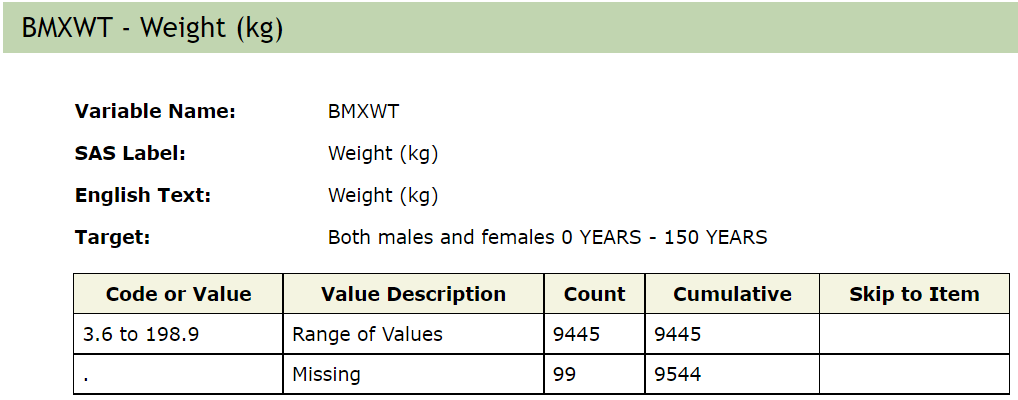 BMXWT - Weight (kg)
Variable Name: BMXWT
SAS Label: Weight (kg)
English Text: Weight (kg)
Target: Both males and females 0 YEARS - 150 YEARS
Code or Value Value Description Count Cumulative Skip to Item
3.6 to 198.9 Range of Values 9445 9445
. Missing 99 9544